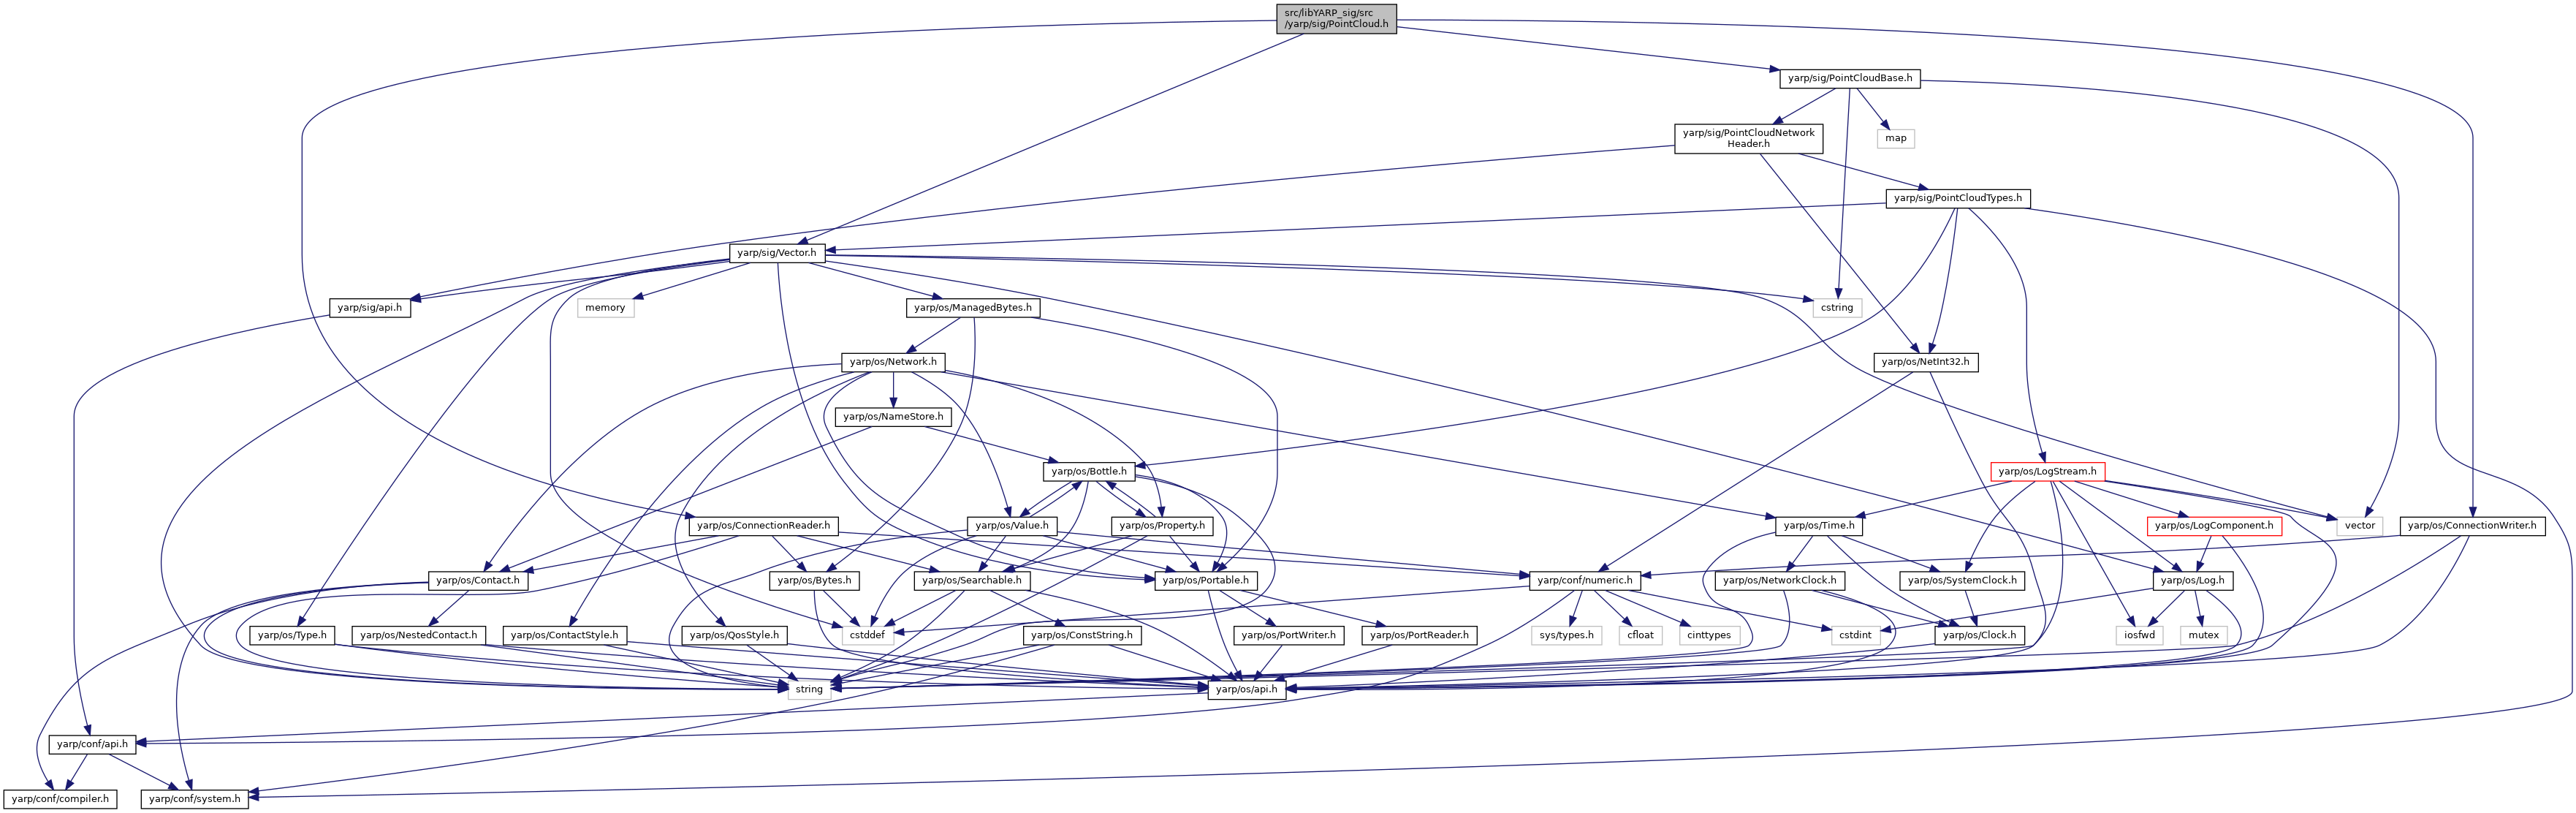 src/libYARP_sig/src
/yarp/sig/PointCloud.h
yarp/sig/PointCloudBase.h
yarp/sig/PointCloudNetwork
Header.h
map
yarp/sig/PointCloudTypes.h
yarp/sig/Vector.h
yarp/sig/api.h
memory
yarp/os/ManagedBytes.h
cstring
yarp/os/Network.h
yarp/os/NetInt32.h
yarp/os/NameStore.h
yarp/os/Bottle.h
yarp/os/LogStream.h
yarp/os/ConnectionReader.h
yarp/os/Value.h
yarp/os/Property.h
yarp/os/Time.h
yarp/os/LogComponent.h
vector
yarp/os/ConnectionWriter.h
yarp/os/Contact.h
yarp/os/Bytes.h
yarp/os/Searchable.h
yarp/os/Portable.h
yarp/conf/numeric.h
yarp/os/NetworkClock.h
yarp/os/SystemClock.h
yarp/os/Log.h
yarp/os/Type.h
yarp/os/NestedContact.h
yarp/os/ContactStyle.h
yarp/os/QosStyle.h
cstddef
yarp/os/ConstString.h
yarp/os/PortWriter.h
yarp/os/PortReader.h
sys/types.h
cfloat
cinttypes
cstdint
yarp/os/Clock.h
iosfwd
mutex
string
yarp/os/api.h
yarp/conf/api.h
yarp/conf/compiler.h
yarp/conf/system.h